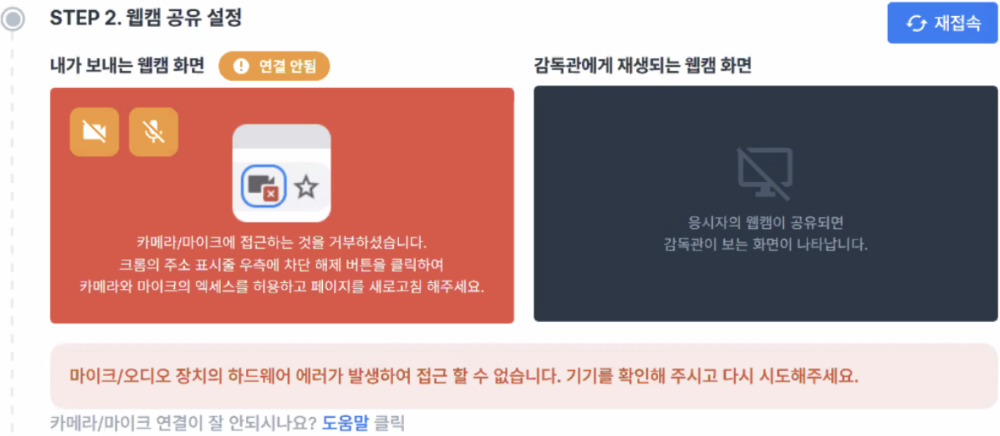 STEP 2. 웹캠 공유 설정
재접속
내가 보내는 웹캠 화면
연결 안됨
감독관에게 재생되는 웹캠 화면
카메라/마이크에 접근하는 것을 거부하셨습니다.
크롬의 주소 표시줄 우측에 차단 해제 버튼을 클릭하여
카메라와 마이크의 엑세스를 허용하고 페이지를 새로고침 해주세요.
응시자의 웹캠이 공유되면
감독관이 보는 화면이 나타납니다.
마이크/오디오 장치의 하드웨어 에러가 발생하여 접근 할 수 없습니다. 기기를 확인해 주시고 다시 시도해주세요.
카메라/마이크 연결이 잘 안되시나요? 도움말 클릭